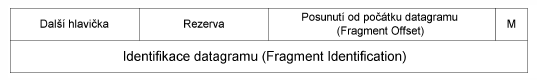 Další hlavička
Rezerva
Posunutí od počátku datagramu
(Fragment Offset)
M
Identifikace datagramu (Fragment Identification)